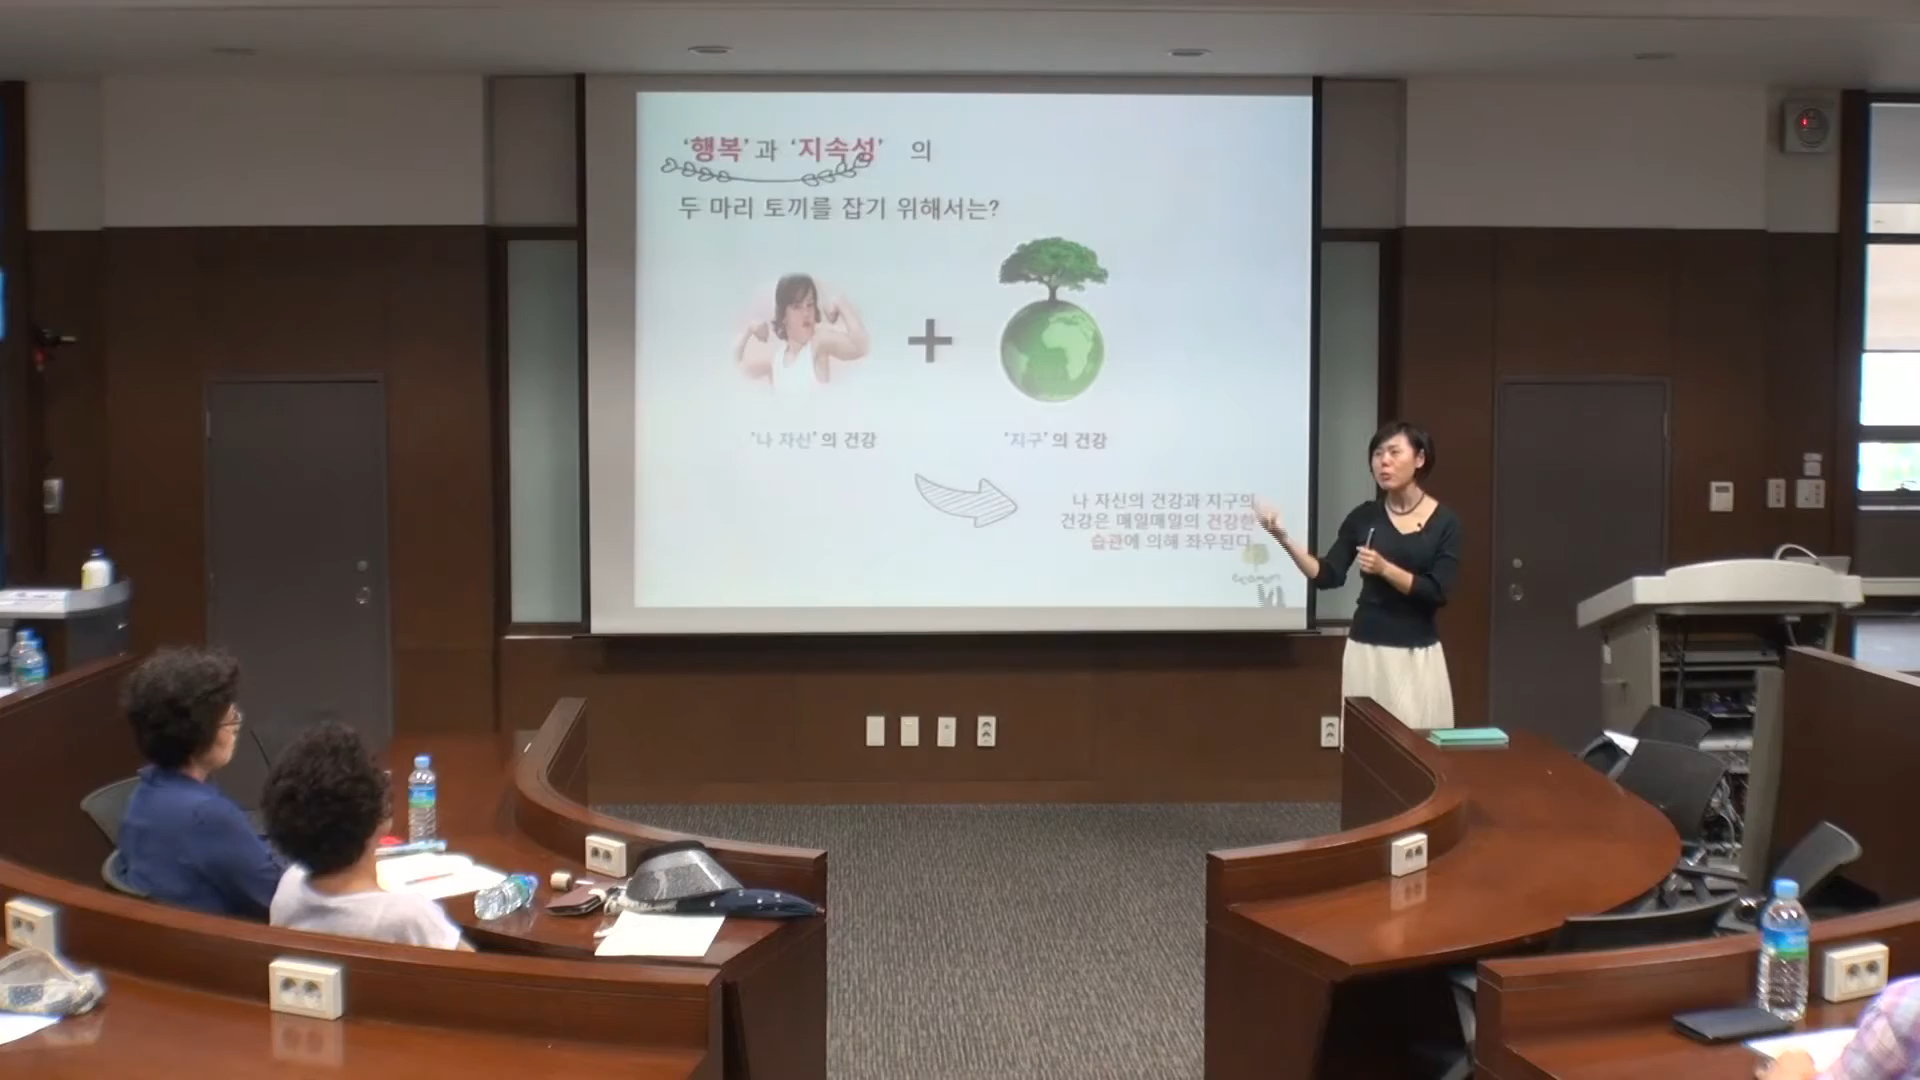 '행복'과 '지속성' 의
두 마리 토끼를 잡기 위해서는?
'나 자신'의 건강
'지구'의 건강
나 자신의 건강과 지구의
건강은 매일매일의 건강한
습관에 의해 좌우된다